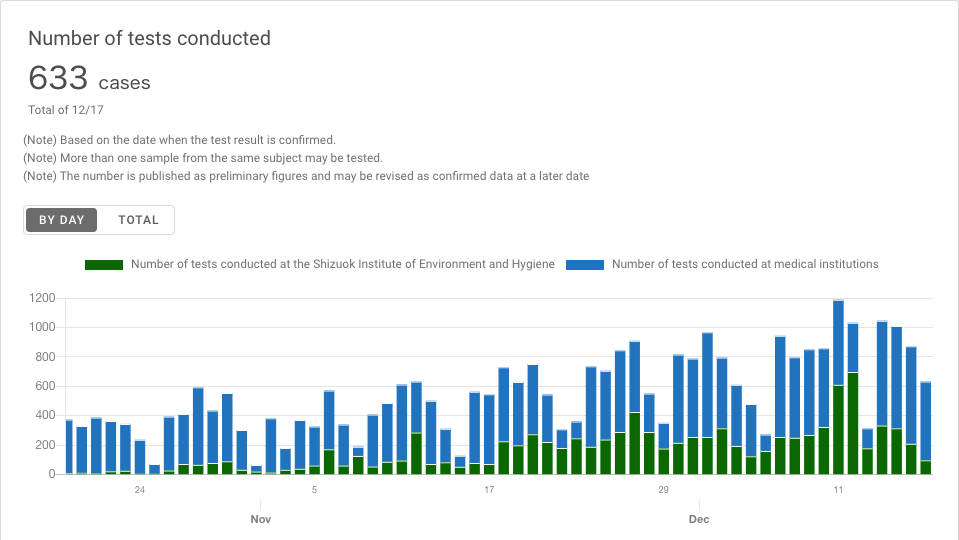 Number of tests conducted
633 cases
Total of 12/17
(Note) Based on the date when the test result is confirmed.
(Note) More than one sample from the same subject may be tested.
(Note) The number is published as preliminary figures and may be revised as confirmed data at a later date
BY DAY TOTAL
Number of tests conducted at the Shizuok Institute of Environment and Hygiene Number of tests conducted at medical institutions
1200
1000
800
600
400
200
0
24 5 17 29 11
Nov Dec